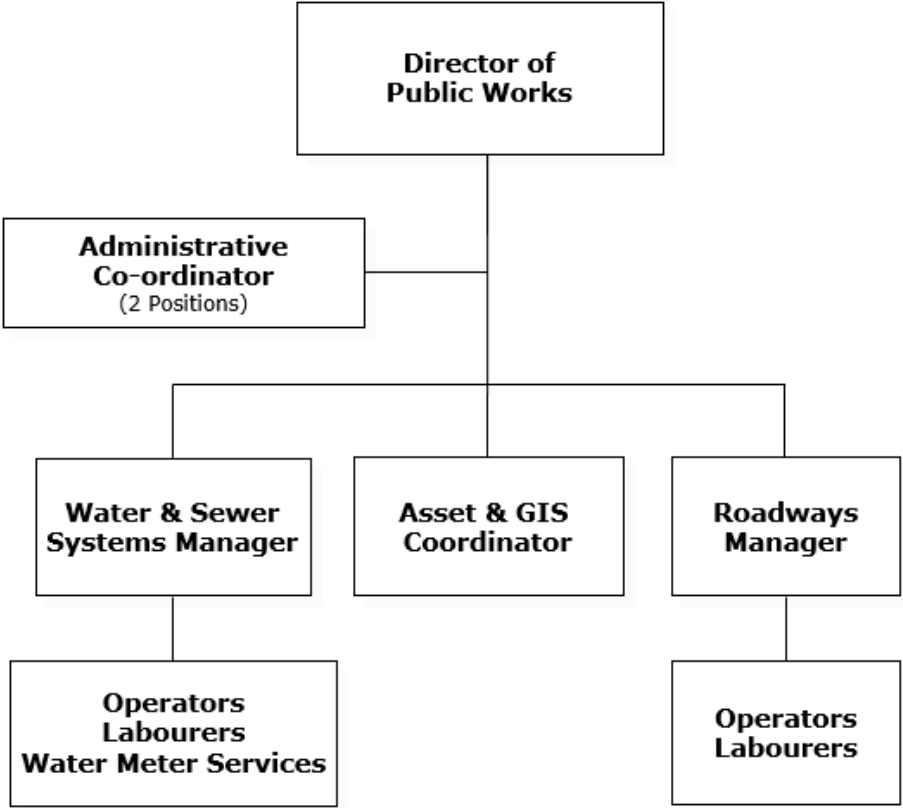 Director of
Public Works
Administrative
Co-ordinator
(2 Positions)
Water & Sewer
Systems Manager
Asset & GIS
Coordinator
Roadways
Manager
Operators
Labourers
Water Meter Services
Operators
Labourers